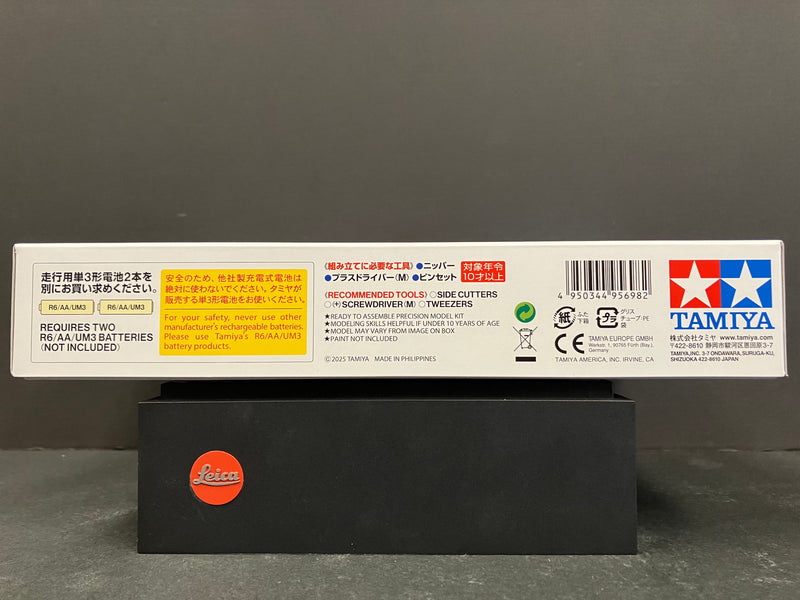 走行用単3形電池2本を
別にお買い求めください。
R6/AA/UM3 R6/AA/UM3
REQUIRES TWO
R6/AA/UM3 BATTERIES
(NOT INCLUDED)
安全のため、他社製充電式電池は
絶対に使わないでください。タミヤが
販売する単3形電池をお使いください。
For your safety, never use other
manufacturer's rechargeable batteries.
Please use Tamiya's R6/AA/UM3
battery products.
《組み立てに必要な工具》 ●ニッパー
●プラスドライバー(M) ●ピンセット
対象年令
10才以上
《RECOMMENDED TOOLS》 ○SIDE CUTTERS
○(+)SCREWDRIVER(M) ○TWEEZERS
★READY TO ASSEMBLE PRECISION MODEL KIT
★MODELING SKILLS HELPFUL IF UNDER 10 YEARS OF AGE
★MODEL MAY VARY FROM IMAGE ON BOX
★PAINT NOT INCLUDED
©2025 TAMIYA MADE IN PHILIPPINES
4 950344 956982
紙
ふた
下箱
プラ
グリス
チューブ:PE
袋
CE
TAMIYA EUROPE GMBH
Werkstr. 1, 90765 Fürth (Bay.),
Germany
TAMIYA AMERICA, INC. IRVINE, CA
TAMIYA
株式会社タミヤ www.tamiya.com
〒422-8610 静岡市駿河区恩田原3-7
TAMIYA,INC. 3-7 ONDAWARA, SURUGA-KU,
SHIZUOKA 422-8610 JAPAN
Leica